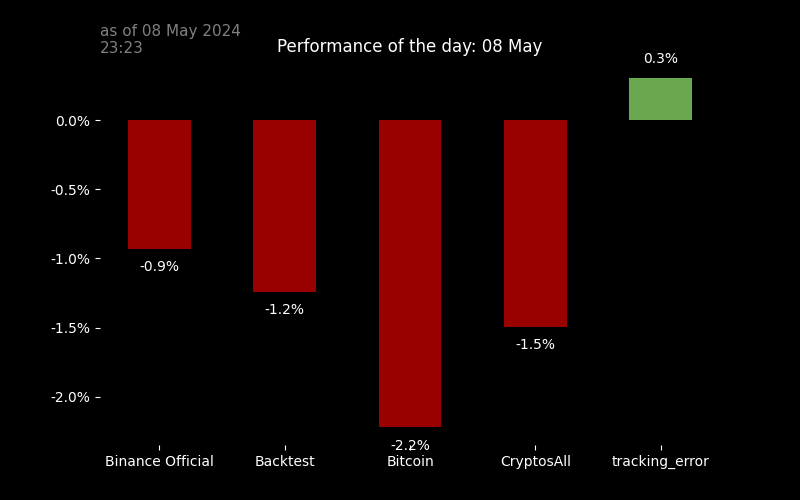 as of 08 May 2024
23:23
Performance of the day: 08 May
0.3%
0.0%
-0.5%
-1.0%
-1.5%
-2.0%
-0.9%
-1.2%
-2.2%
-1.5%
Binance Official
Backtest
Bitcoin
CryptosAll
tracking_error